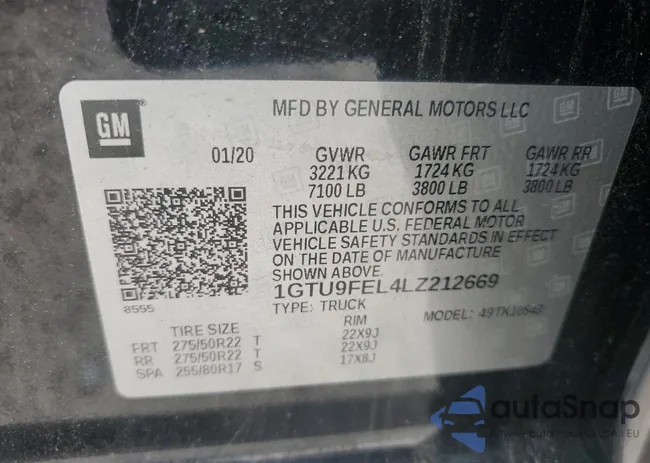 GM
MFD BY GENERAL MOTORS LLC
01/20 GVWR GAWR FRT GAWR RR
3221 KG 1724 KG 1724 KG
7100 LB 3800 LB 3800 LB
THIS VEHICLE CONFORMS TO ALL
APPLICABLE U.S. FEDERAL MOTOR
VEHICLE SAFETY STANDARDS IN EFFECT
ON THE DATE OF MANUFACTURE
SHOWN ABOVE
1GTU9FEL4LZ212669
8555
TYPE: TRUCK MODEL: 49TK10543
TIRE SIZE RIM
FRT 275/50R22 T 22X9J
RR 275/50R22 T 22X9J
SPA 255/80R17 S 17X8J
autoSnap